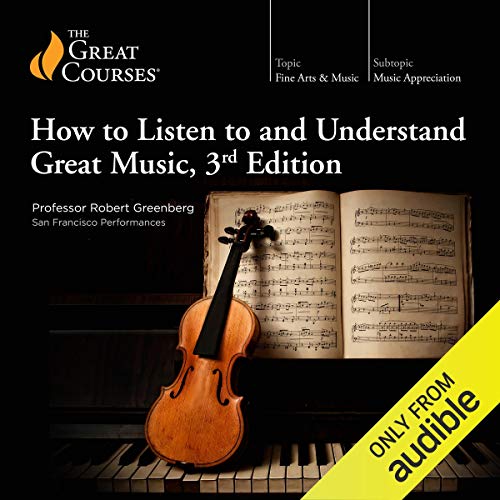 THE
GREAT
COURSES®
Topic
Fine Arts & Music
Subtopic
Music Appreciation
How to Listen to and Understand
Great Music, 3rd Edition
Professor Robert Greenberg
San Francisco Performances
ONLY FROM
audible